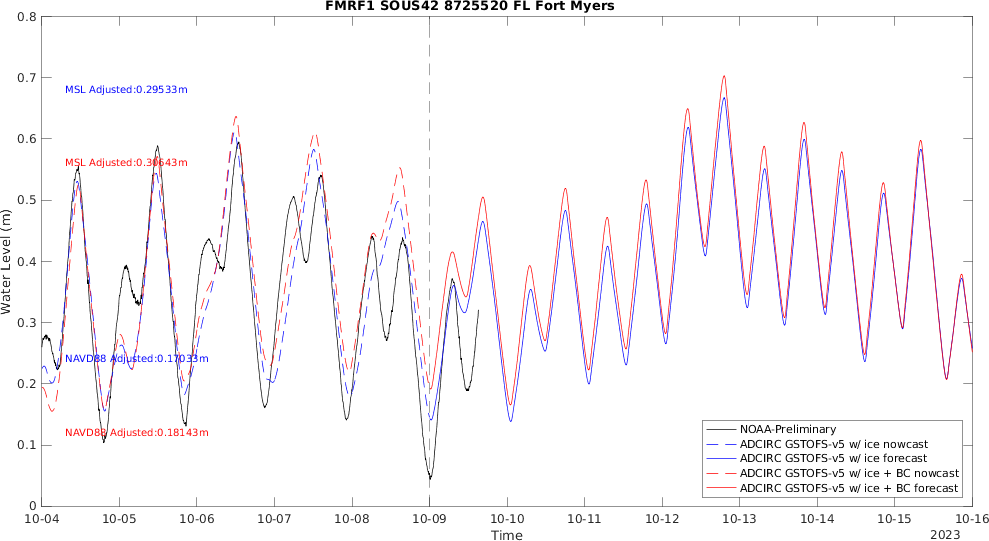 FMRF1 SOUS42 8725520 FL Fort Myers
0.8
0.7
0.6
0.5
0.4
0.3
0.2
0.1
0
Water Level (m)
MSL Adjusted:0.29533m
MSL Adjusted:0.30643m
NAVD88 Adjusted:0.17033m
NAVD88 Adjusted:0.18143m
NOAA-Preliminary
ADCIRC GSTOFS-v5 w/ ice nowcast
ADCIRC GSTOFS-v5 w/ ice forecast
ADCIRC GSTOFS-v5 w/ ice + BC nowcast
ADCIRC GSTOFS-v5 w/ ice + BC forecast
10-04 10-05 10-06 10-07 10-08 10-09 10-10 10-11 10-12 10-13 10-14 10-15 10-16
Time
2023